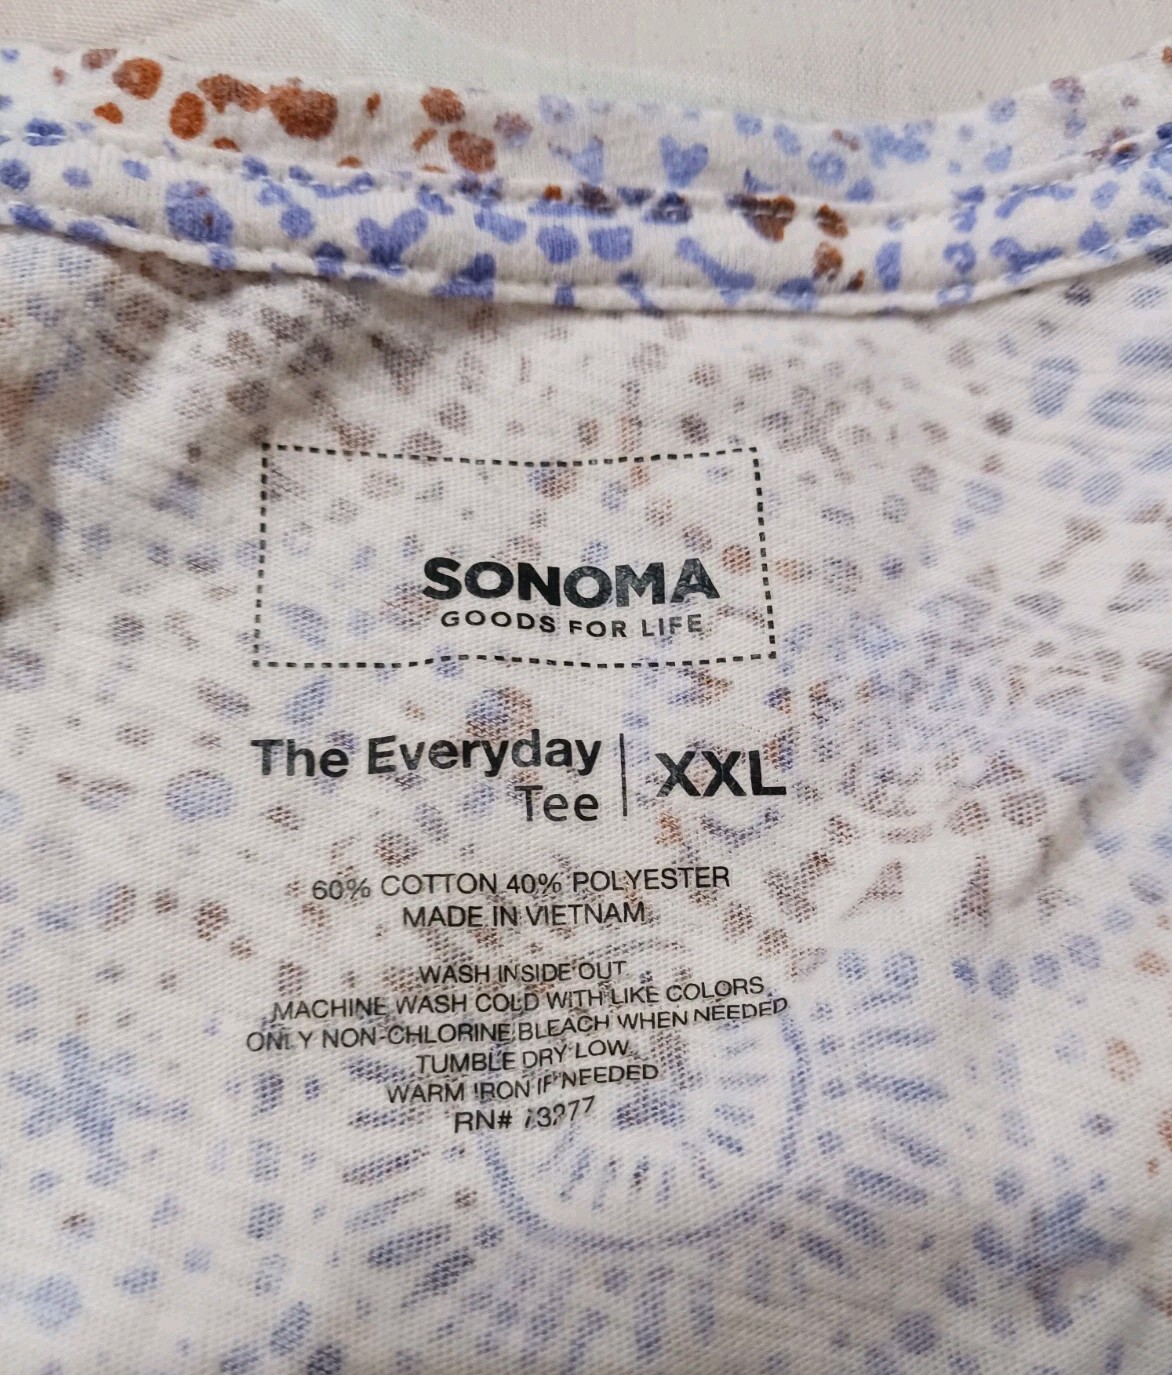 SONOMA
GOODS FOR LIFE
The Everyday
Tee
XXL
60% COTTON 40% POLYESTER
MADE IN VIETNAM
WASH INSIDE OUT
MACHINE WASH COLD WITH LIKE COLORS
ONLY NON-CHLORINE BLEACH WHEN NEEDED
TUMBLE DRY LOW
WARM IRON IF NEEDED
RN# 73277